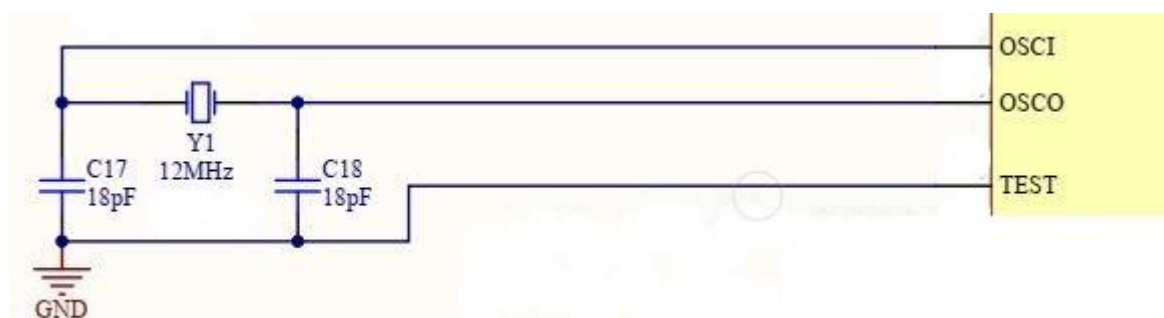 OSCI
OSCO
Y1
12MHz
C17
18pF
C18
18pF
TEST
GND